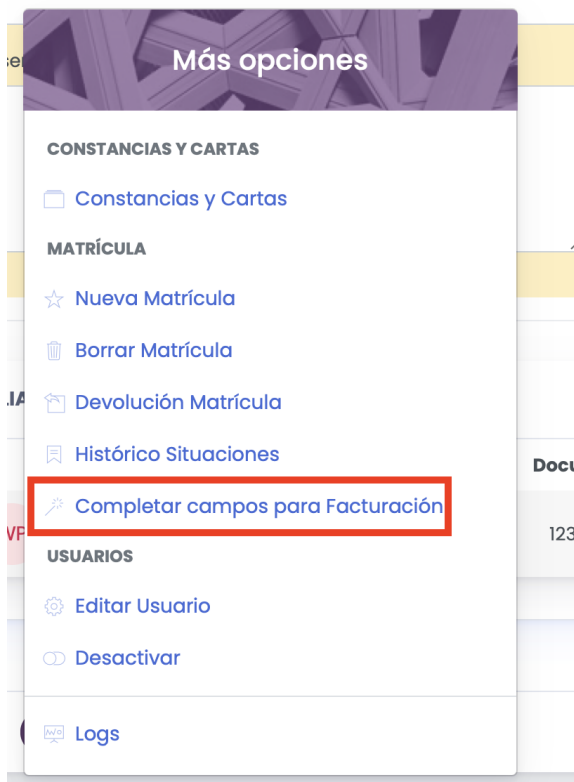 Más opciones
CONSTANCIAS Y CARTAS
Constancias y Cartas
MATRÍCULA
Nueva Matrícula
Borrar Matrícula
Devolución Matrícula
Histórico Situaciones
Completar campos para Facturación
USUARIOS
Editar Usuario
Desactivar
Logs